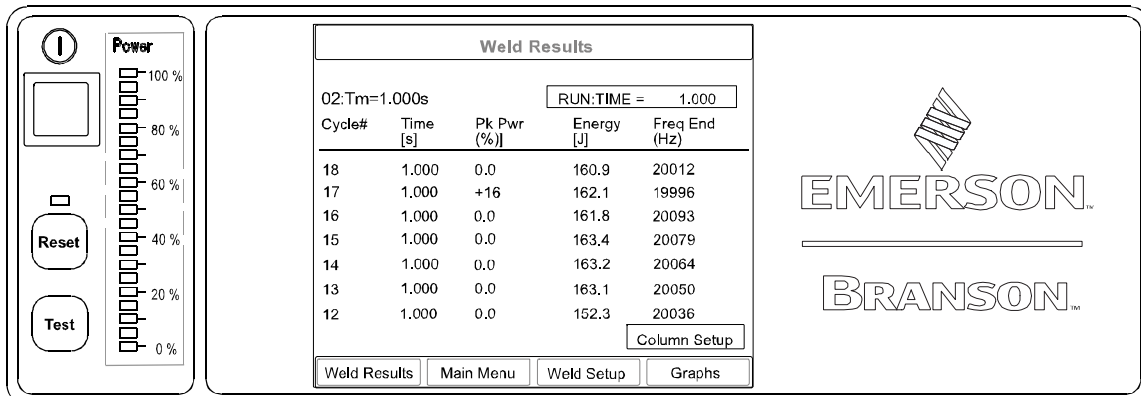 Power
100 %
80 %
60 %
40 %
20 %
0 %
Reset
Test
Weld Results
02:Tm=1.000s
RUN:TIME = 1.000
Cycle# Time [s] Pk Pwr (%)] Energy [J] Freq End (Hz)
18 1.000 0.0 160.9 20012
17 1.000 +16 162.1 19996
16 1.000 0.0 161.8 20093
15 1.000 0.0 163.4 20079
14 1.000 0.0 163.2 20064
13 1.000 0.0 163.1 20050
12 1.000 0.0 152.3 20036
Column Setup
Weld Results Main Menu Weld Setup Graphs
EMERSON™
BRANSON™